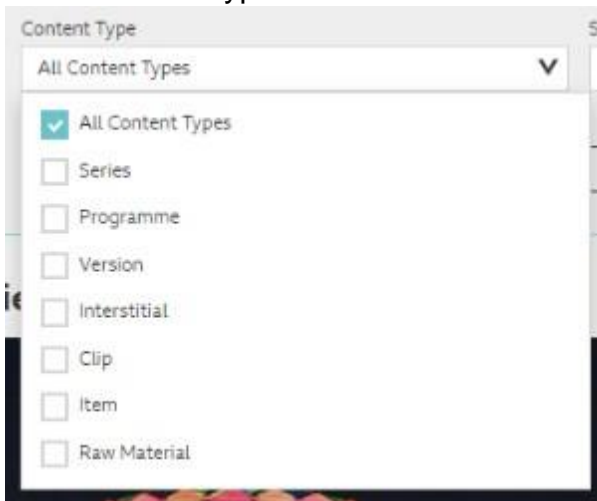 Content Type
All Content Types
All Content Types
Series
Programme
Version
Interstitial
Clip
Item
Raw Material